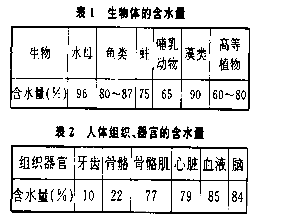 表1 生物体的含水量
生物 水母 鱼类 蛙 哺乳动物 藻类 高等植物
含水量(%) 96 80~87 75 65 90 60~80
表2 人体组织、器官的含水量
组织器官 牙齿 骨骼 骨骼肌 心脏 血液 脑
含水量(%) 10 22 77 79 85 84